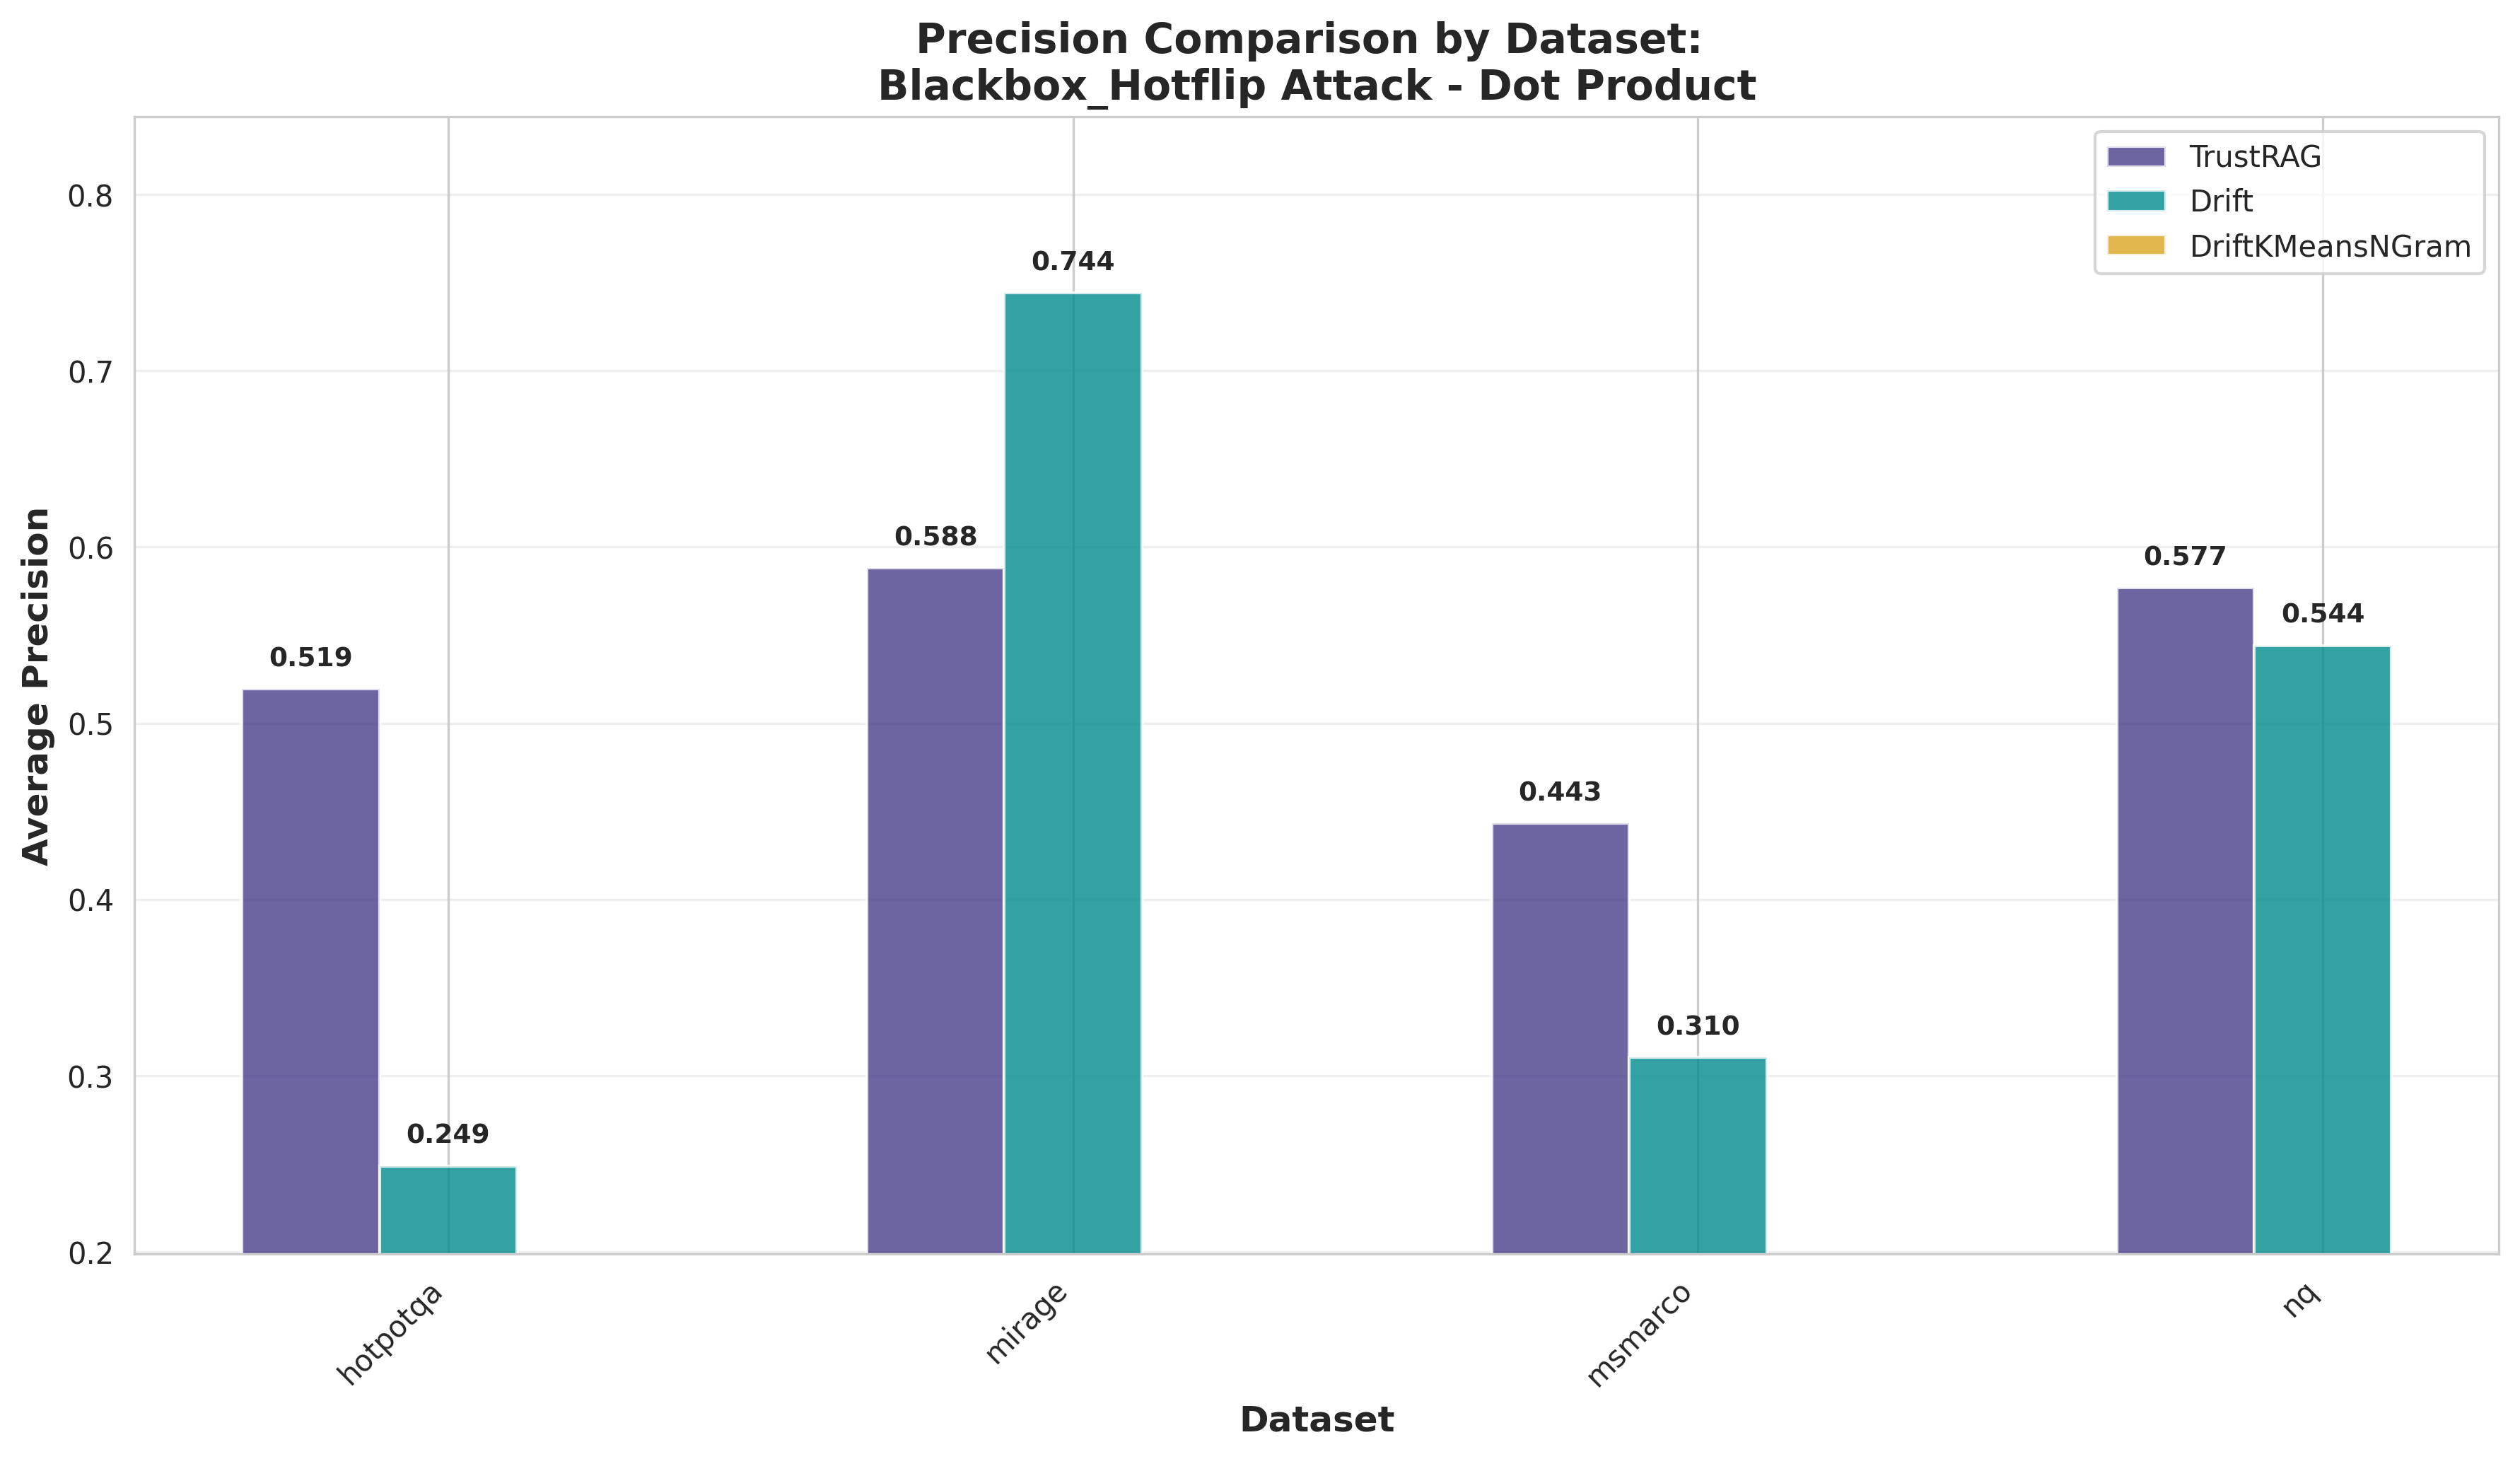 Precision Comparison by Dataset:
Blackbox_Hotflip Attack - Dot Product
TrustRAG
Drift
DriftKMeansNGram
Average Precision
0.8
0.7
0.6
0.5
0.4
0.3
0.2
0.519
0.249
0.588
0.744
0.443
0.310
0.577
0.544
hotpotqa
mirage
msmarco
nq
Dataset